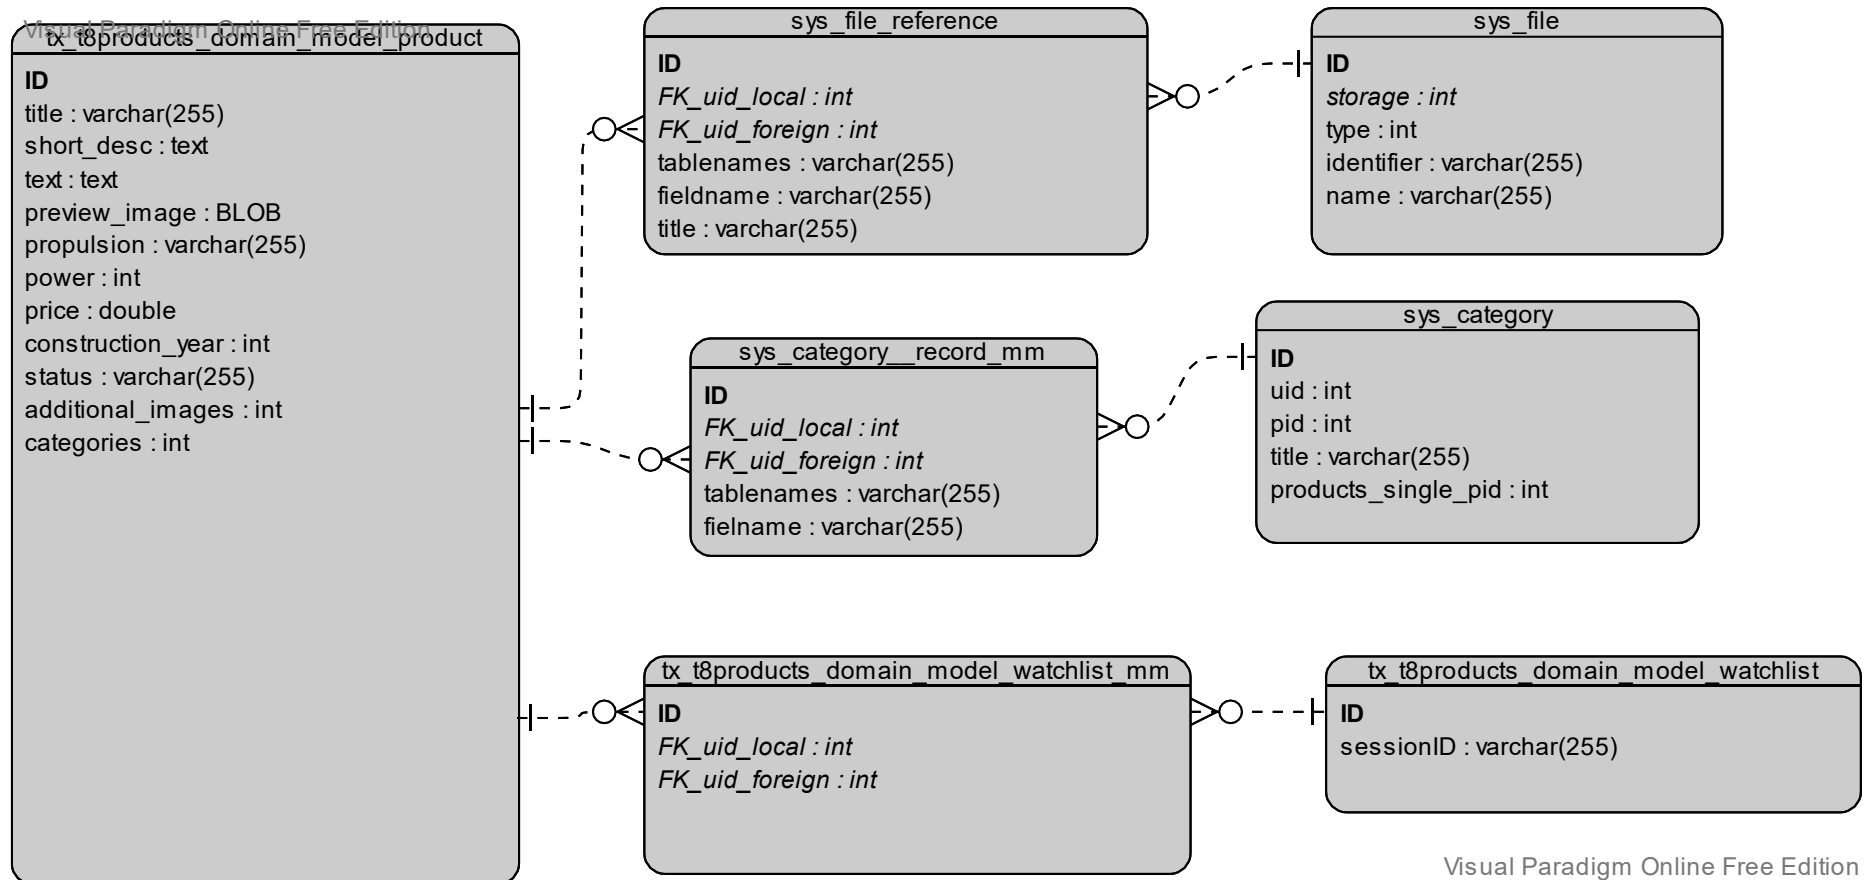 Visual Paradigm Online Free Edition
tx_t8products_domain_model_product
ID
title : varchar(255)
short_desc : text
text : text
preview_image : BLOB
propulsion : varchar(255)
power : int
price : double
construction_year : int
status : varchar(255)
additional_images : int
categories : int
sys_file_reference
ID
FK_uid_local : int
FK_uid_foreign : int
tablenames : varchar(255)
fieldname : varchar(255)
title : varchar(255)
sys_file
ID
storage : int
type : int
identifier : varchar(255)
name : varchar(255)
sys_category__record_mm
ID
FK_uid_local : int
FK_uid_foreign : int
tablenames : varchar(255)
fielname : varchar(255)
sys_category
ID
uid : int
pid : int
title : varchar(255)
products_single_pid : int
tx_t8products_domain_model_watchlist_mm
ID
FK_uid_local : int
FK_uid_foreign : int
tx_t8products_domain_model_watchlist
ID
sessionID : varchar(255)
Visual Paradigm Online Free Edition